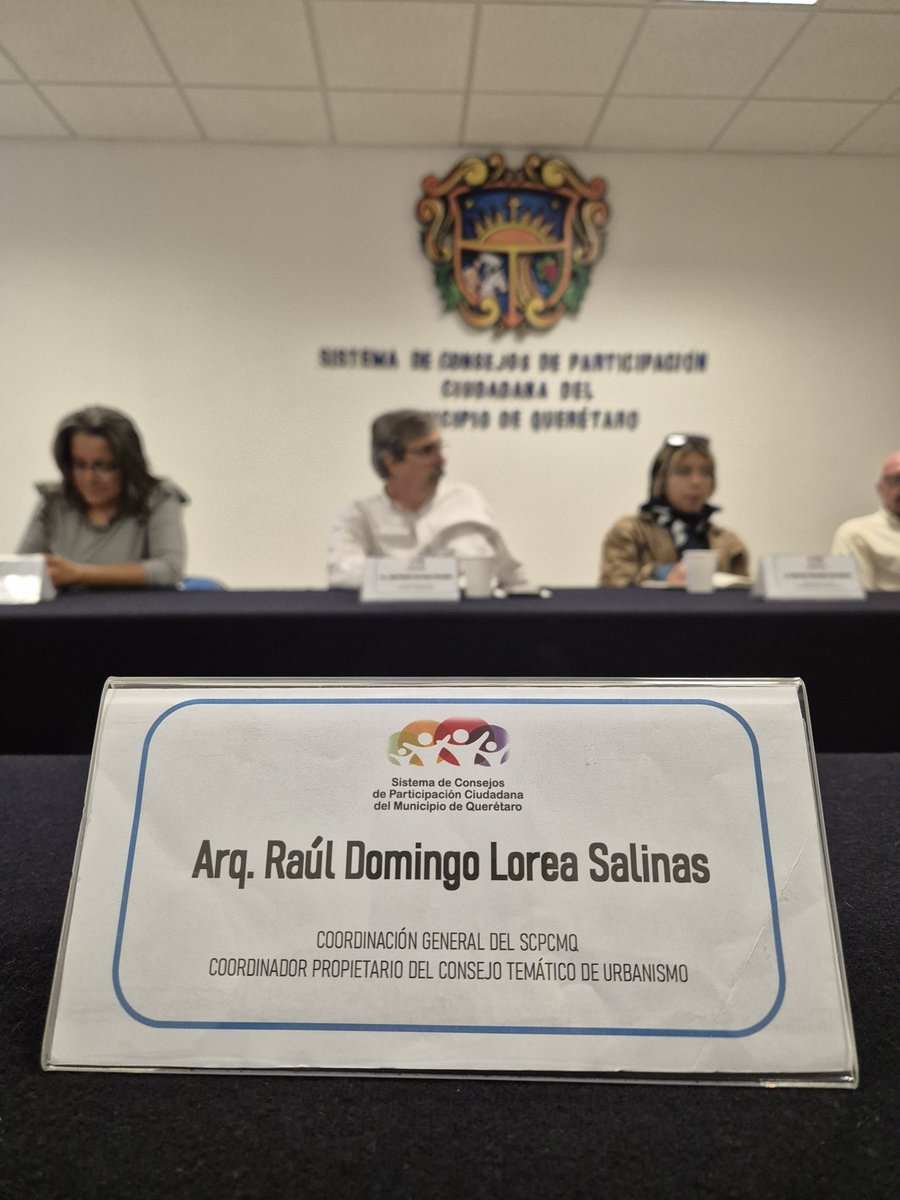 SISTEMA DE CONSEJOS DE PARTICIPACIÓN
CIUDADANA DEL
DE QUERÉTARO
Sistema de Consejos
de Participación Ciudadana
del Municipio de Querétaro
Arq. Raúl Domingo Lorea Salinas
COORDINACIÓN GENERAL DEL SCPCMQ
COORDINADOR PROPIETARIO DEL CONSEJO TEMÁTICO DE URBANISMO